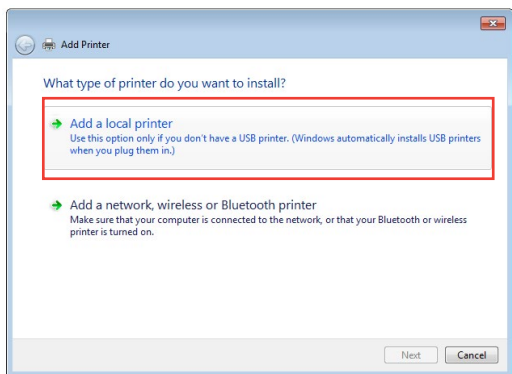 Add Printer
What type of printer do you want to install?
Add a local printer
Use this option only if you don't have a USB printer. (Windows automatically installs USB printers
when you plug them in.)
Add a network, wireless or Bluetooth printer
Make sure that your computer is connected to the network, or that your Bluetooth or wireless
printer is turned on.
Next Cancel